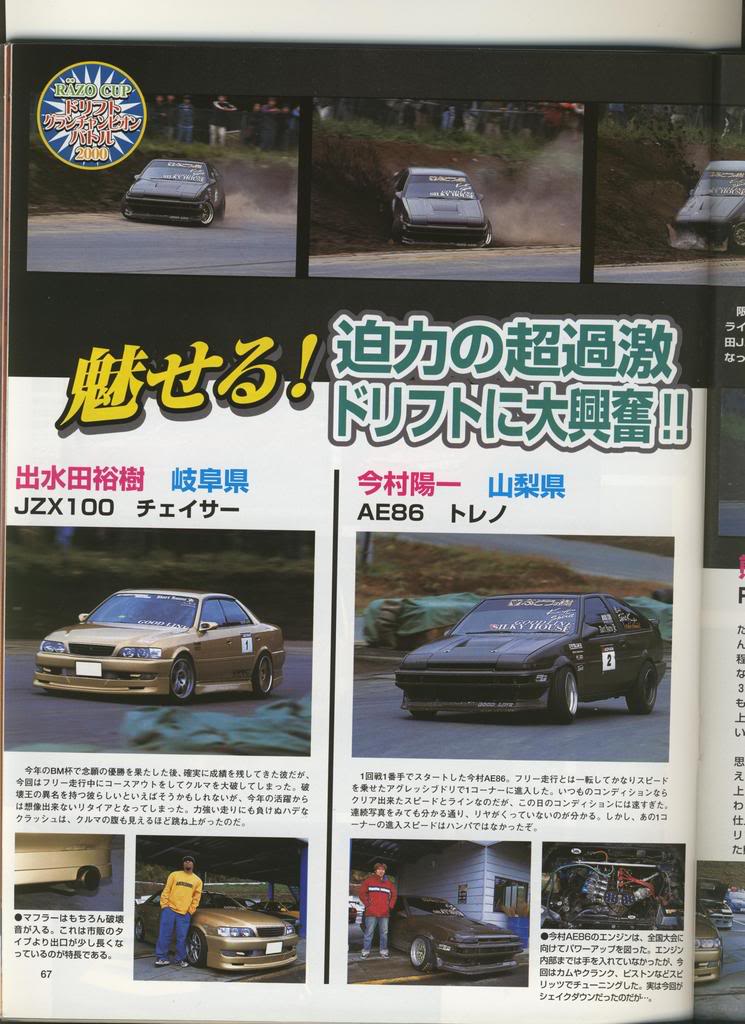 RÄZO CUP
ドリフト
グランチャンピオン
バトル
2000
魅せる!
迫力の超過激
ドリフトに大興奮!!
出水田裕樹　岐阜県
JZX100　チェイサー
GOOD LINE
1
　今年のBM杯で念願の優勝を果たした後、確実に成績を残してきた彼だが、
今回はフリー走行中にコースアウトをしてクルマを大破してしまった。破
壊王の異名を持つ彼らしいといえばそうかもしれないが、今年の活躍から
は想像出来ないリタイアとなってしまった。力強い走りにも負けぬハデな
クラッシュは、クルマの腹も見えるほど跳ね上がったのだ。
●マフラーはもちろん破壊
音が入る。これは市販のタ
イプより出口が少し長くな
っているのが特長である。
67
今村陽一　山梨県
AE86　トレノ
GOOD LINE
SILKY HOUSE
2
GOOD LINE
　1回戦1番手でスタートした今村AE86。フリー走行とは一転してかなりスピード
を乗せたアグレッシブドリで1コーナーに進入した。いつものコンディションなら
クリア出来たスピードとラインなのだが、この日のコンディションには速すぎた。
連続写真をみても分かる通り、リヤがくっていないのが分かる。しかし、あの1コ
ーナーの進入スピードはハンパではなかったぞ。
●今村AE86のエンジンは、全国大会に
向けてパワーアップを図った。エンジン
内部までは手を入れていなかったが、今
回はカムやクランク、ピストンなどスピ
リッツでチューニングした。実は今回が
シェイクダウンだったのだが…。